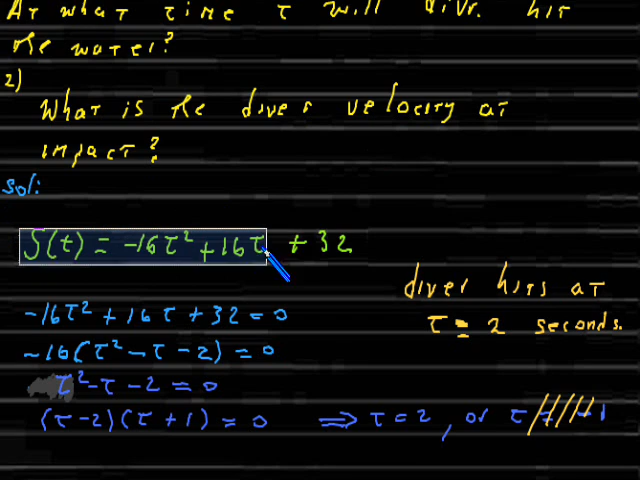 At what time t will diver hit
the water?
2)
What is the diver velocity at
impact?
sol:
S(t) = -16t² + 16t + 32
-16t² + 16t + 32 = 0
-16(t² - t - 2) = 0
t² - t - 2 = 0
(t - 2)(t + 1) = 0 ⟹ t = 2, or t = -1
diver hits at
t = 2 seconds.